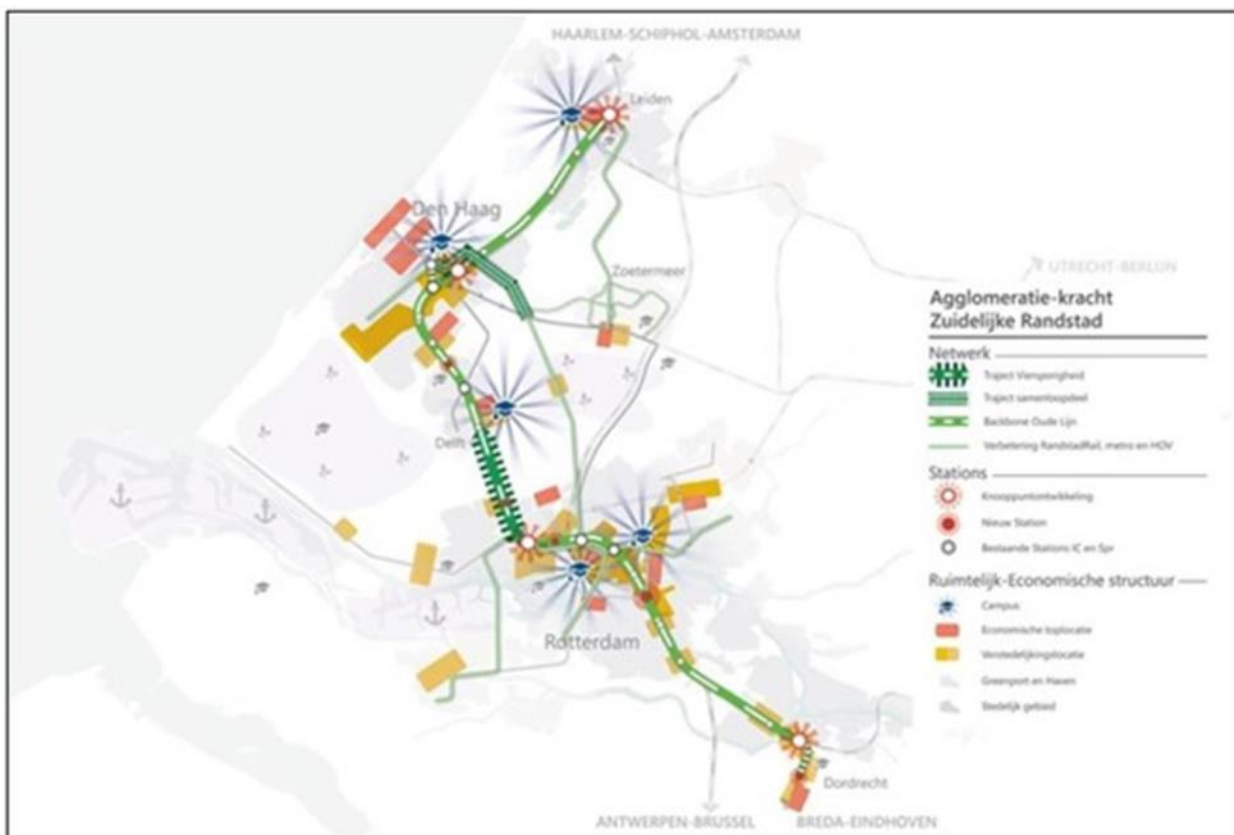 HAARLEM-SCHIPHOL-AMSTERDAM
Leiden
Den Haag
Zoetermeer
UTRECHT-BERLIJN
Delft
Rotterdam
Dordrecht
ANTWERPEN-BRUSSEL
BREDA-EINDHOVEN
Agglomeratie-kracht
Zuidelijke Randstad
Netwerk
Traject Viersporigheid
Traject samenloopdeel
Backbone Oude Lijn
Verbetering RandstadRail, metro en HOV
Stations
Knooppuntontwikkeling
Nieuw Station
Bestaande Stations IC en Spr
Ruimtelijk-Economische structuur
Campus
Economische toplocatie
Verstedelijkingslocatie
Greenport en Haven
Stedelijk gebied